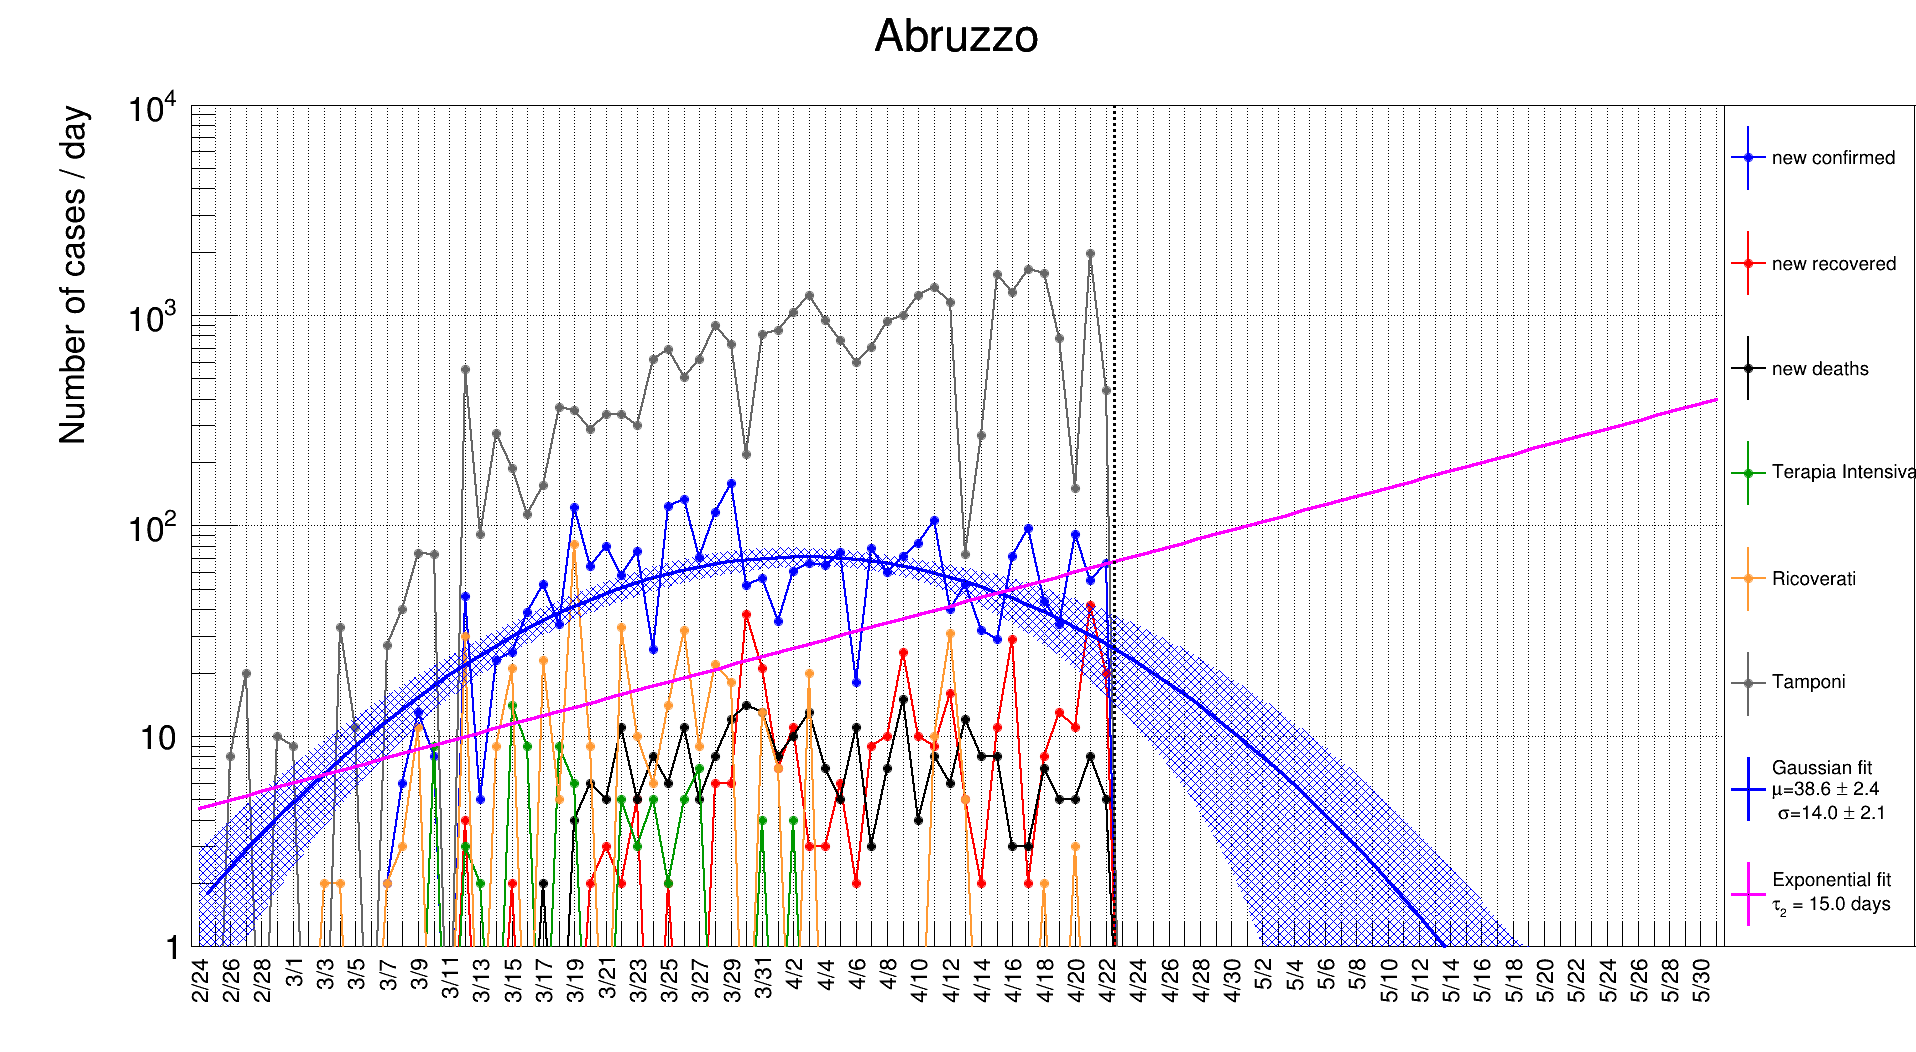 Abruzzo
Number of cases / day
10⁴
10³
10²
10
1
2/24 2/26 2/28 3/1 3/3 3/5 3/7 3/9 3/11 3/13 3/15 3/17 3/19 3/21 3/23 3/25 3/27 3/29 3/31 4/2 4/4 4/6 4/8 4/10 4/12 4/14 4/16 4/18 4/20 4/22 4/24 4/26 4/28 4/30 5/2 5/4 5/6 5/8 5/10 5/12 5/14 5/16 5/18 5/20 5/22 5/24 5/26 5/28 5/30
new confirmed
new recovered
new deaths
Terapia Intensiva
Ricoverati
Tamponi
Gaussian fit
μ=38.6 ± 2.4
σ=14.0 ± 2.1
Exponential fit
τ₂ = 15.0 days